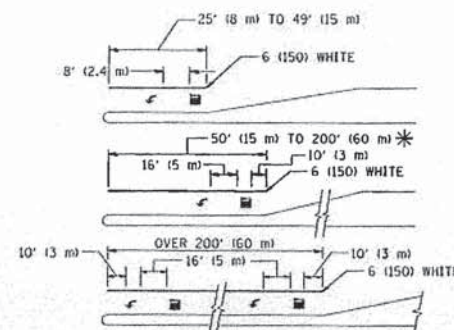 25' (8 m) TO 49' (15 m)
8' (2.4 m)
6 (150) WHITE
50' (15 m) TO 200' (60 m) *
16' (5 m)
10' (3 m)
6 (150) WHITE
OVER 200' (60 m)
10' (3 m)
16' (5 m)
10' (3 m)
6 (150) WHITE